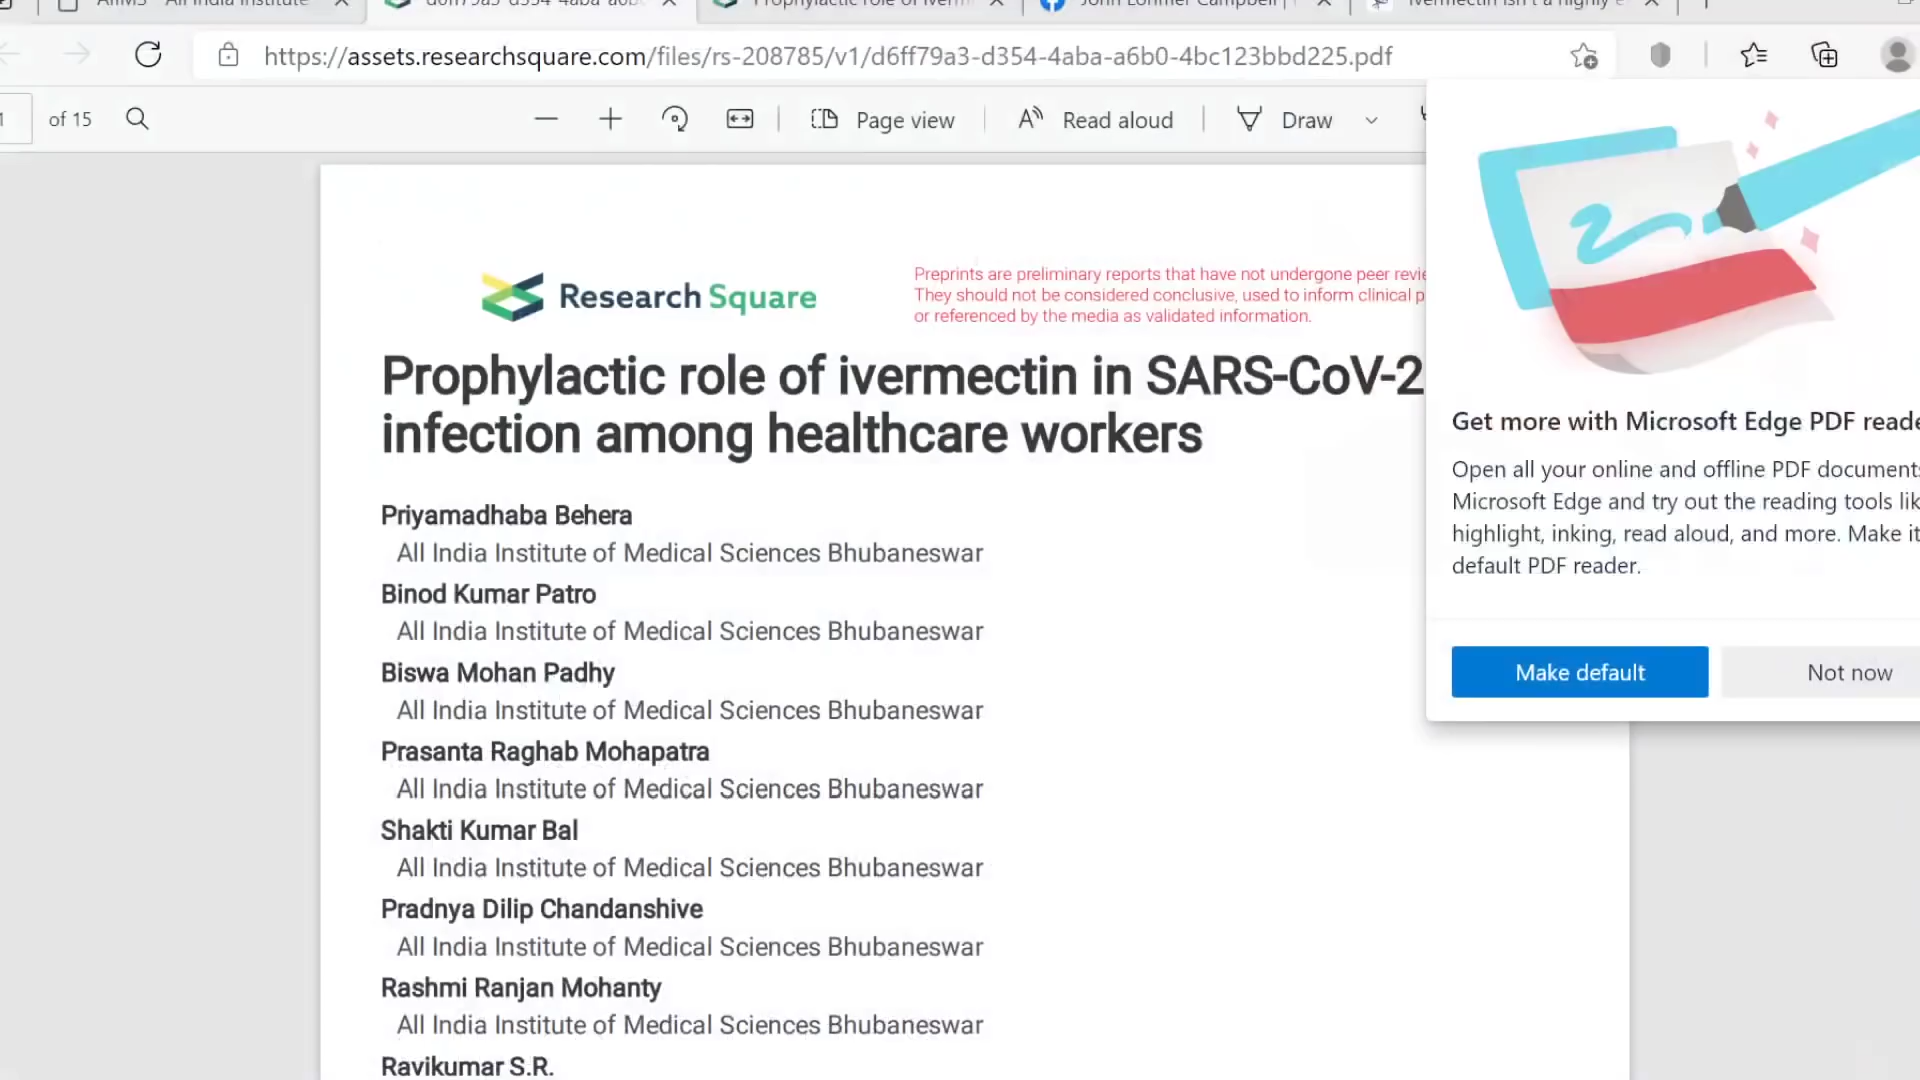 https://assets.researchsquare.com/files/rs-208785/v1/d6ff79a3-d354-4aba-a6b0-4bc123bbd225.pdf
of 15
Page view
Read aloud
Draw
Research Square
Preprints are preliminary reports that have not undergone peer
They should not be considered conclusive, used to inform clinical
or referenced by the media as validated information.
Prophylactic role of ivermectin in SARS-CoV-2
infection among healthcare workers
Priyamadhaba Behera
All India Institute of Medical Sciences Bhubaneswar
Binod Kumar Patro
All India Institute of Medical Sciences Bhubaneswar
Biswa Mohan Padhy
All India Institute of Medical Sciences Bhubaneswar
Prasanta Raghab Mohapatra
All India Institute of Medical Sciences Bhubaneswar
Shakti Kumar Bal
All India Institute of Medical Sciences Bhubaneswar
Pradnya Dilip Chandanshive
All India Institute of Medical Sciences Bhubaneswar
Rashmi Ranjan Mohanty
All India Institute of Medical Sciences Bhubaneswar
Ravikumar S.R.
Get more with Microsoft Edge PDF
Open all your online and offline PDF
Microsoft Edge and try out the reading tools
highlight, inking, read aloud, and more. Make
default PDF reader.
Make default
Not now